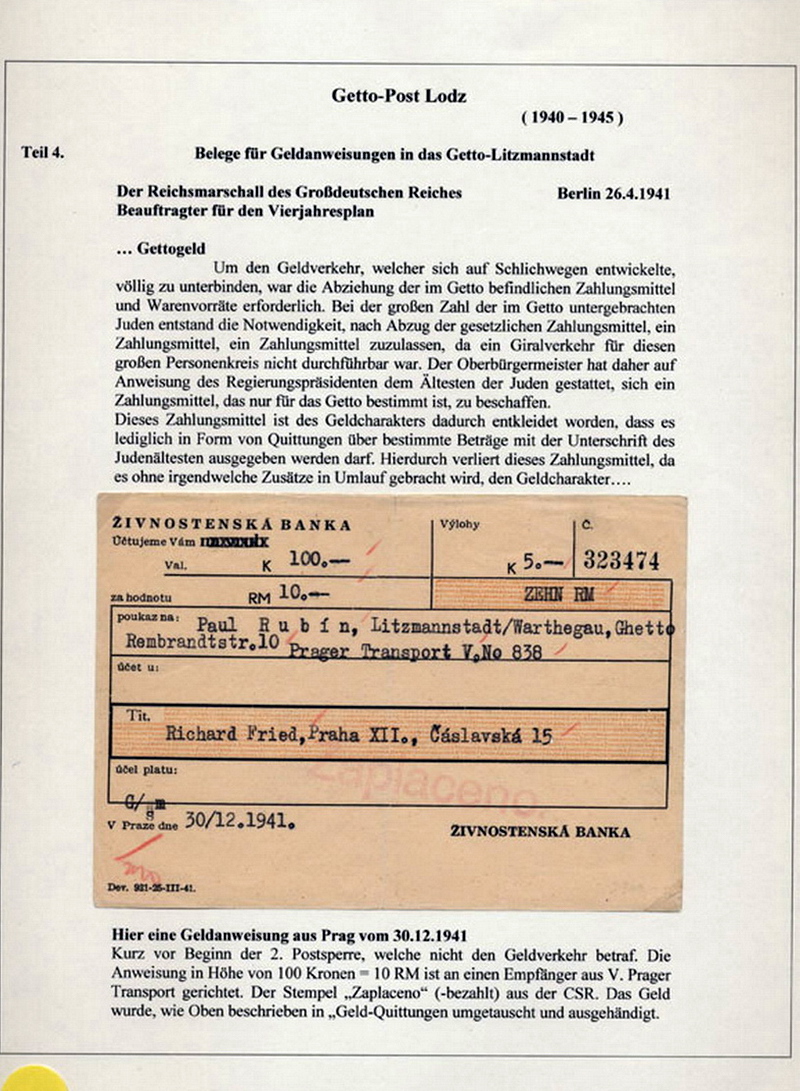 Getto-Post Lodz
( 1940 – 1945 )
Teil 4.
Belege für Geldanweisungen in das Getto-Litzmannstadt
Der Reichsmarschall des Großdeutschen Reiches Berlin 26.4.1941
Beauftragter für den Vierjahresplan
... Gettogeld
Um den Geldverkehr, welcher sich auf Schlichwegen entwickelte,
völlig zu unterbinden, war die Abziehung der im Getto befindlichen Zahlungsmittel
und Warenvorräte erforderlich. Bei der großen Zahl der im Getto untergebrachten
Juden entstand die Notwendigkeit, nach Abzug der gesetzlichen Zahlungsmittel, ein
Zahlungsmittel, ein Zahlungsmittel zuzulassen, da ein Giralverkehr für diesen
großen Personenkreis nicht durchführbar war. Der Oberbürgermeister hat daher auf
Anweisung des Regierungspräsidenten dem Ältesten der Juden gestattet, sich ein
Zahlungsmittel, das nur für das Getto bestimmt ist, zu beschaffen.
Dieses Zahlungsmittel ist des Geldcharakters dadurch entkleidet worden, dass es
lediglich in Form von Quittungen über bestimmte Beträge mit der Unterschrift des
Judenältesten ausgegeben werden darf. Hierdurch verliert dieses Zahlungsmittel, da
es ohne irgendwelche Zusätze in Umlauf gebracht wird, den Geldcharakter….
ŽIVNOSTENSKÁ BANKA
Účtujeme Vám
Val. K 100.—
Výlohy
K 5.—
Č.
323474
za hodnotu RM 10.—
ZEHN RM
poukaz na: Paul Rubín, Litzmannstadt/Warthegau,Ghetto
Rembrandtstr.10 Prager Transport V.No 838
účet u:
Tit.
Richard Fried,Praha XII., Čáslavská 15
účel platu:
Zaplaceno.
G/
V Praze dne 30/12.1941.
ŽIVNOSTENSKÁ BANKA
Dev. 921-25-III-41.
Hier eine Geldanweisung aus Prag vom 30.12.1941
Kurz vor Beginn der 2. Postsperre, welche nicht den Geldverkehr betraf. Die
Anweisung in Höhe von 100 Kronen = 10 RM ist an einen Empfänger aus V. Prager
Transport gerichtet. Der Stempel „Zaplaceno“ (-bezahlt) aus der CSR. Das Geld
wurde, wie Oben beschrieben in „Geld-Quittungen umgetauscht und ausgehändigt.